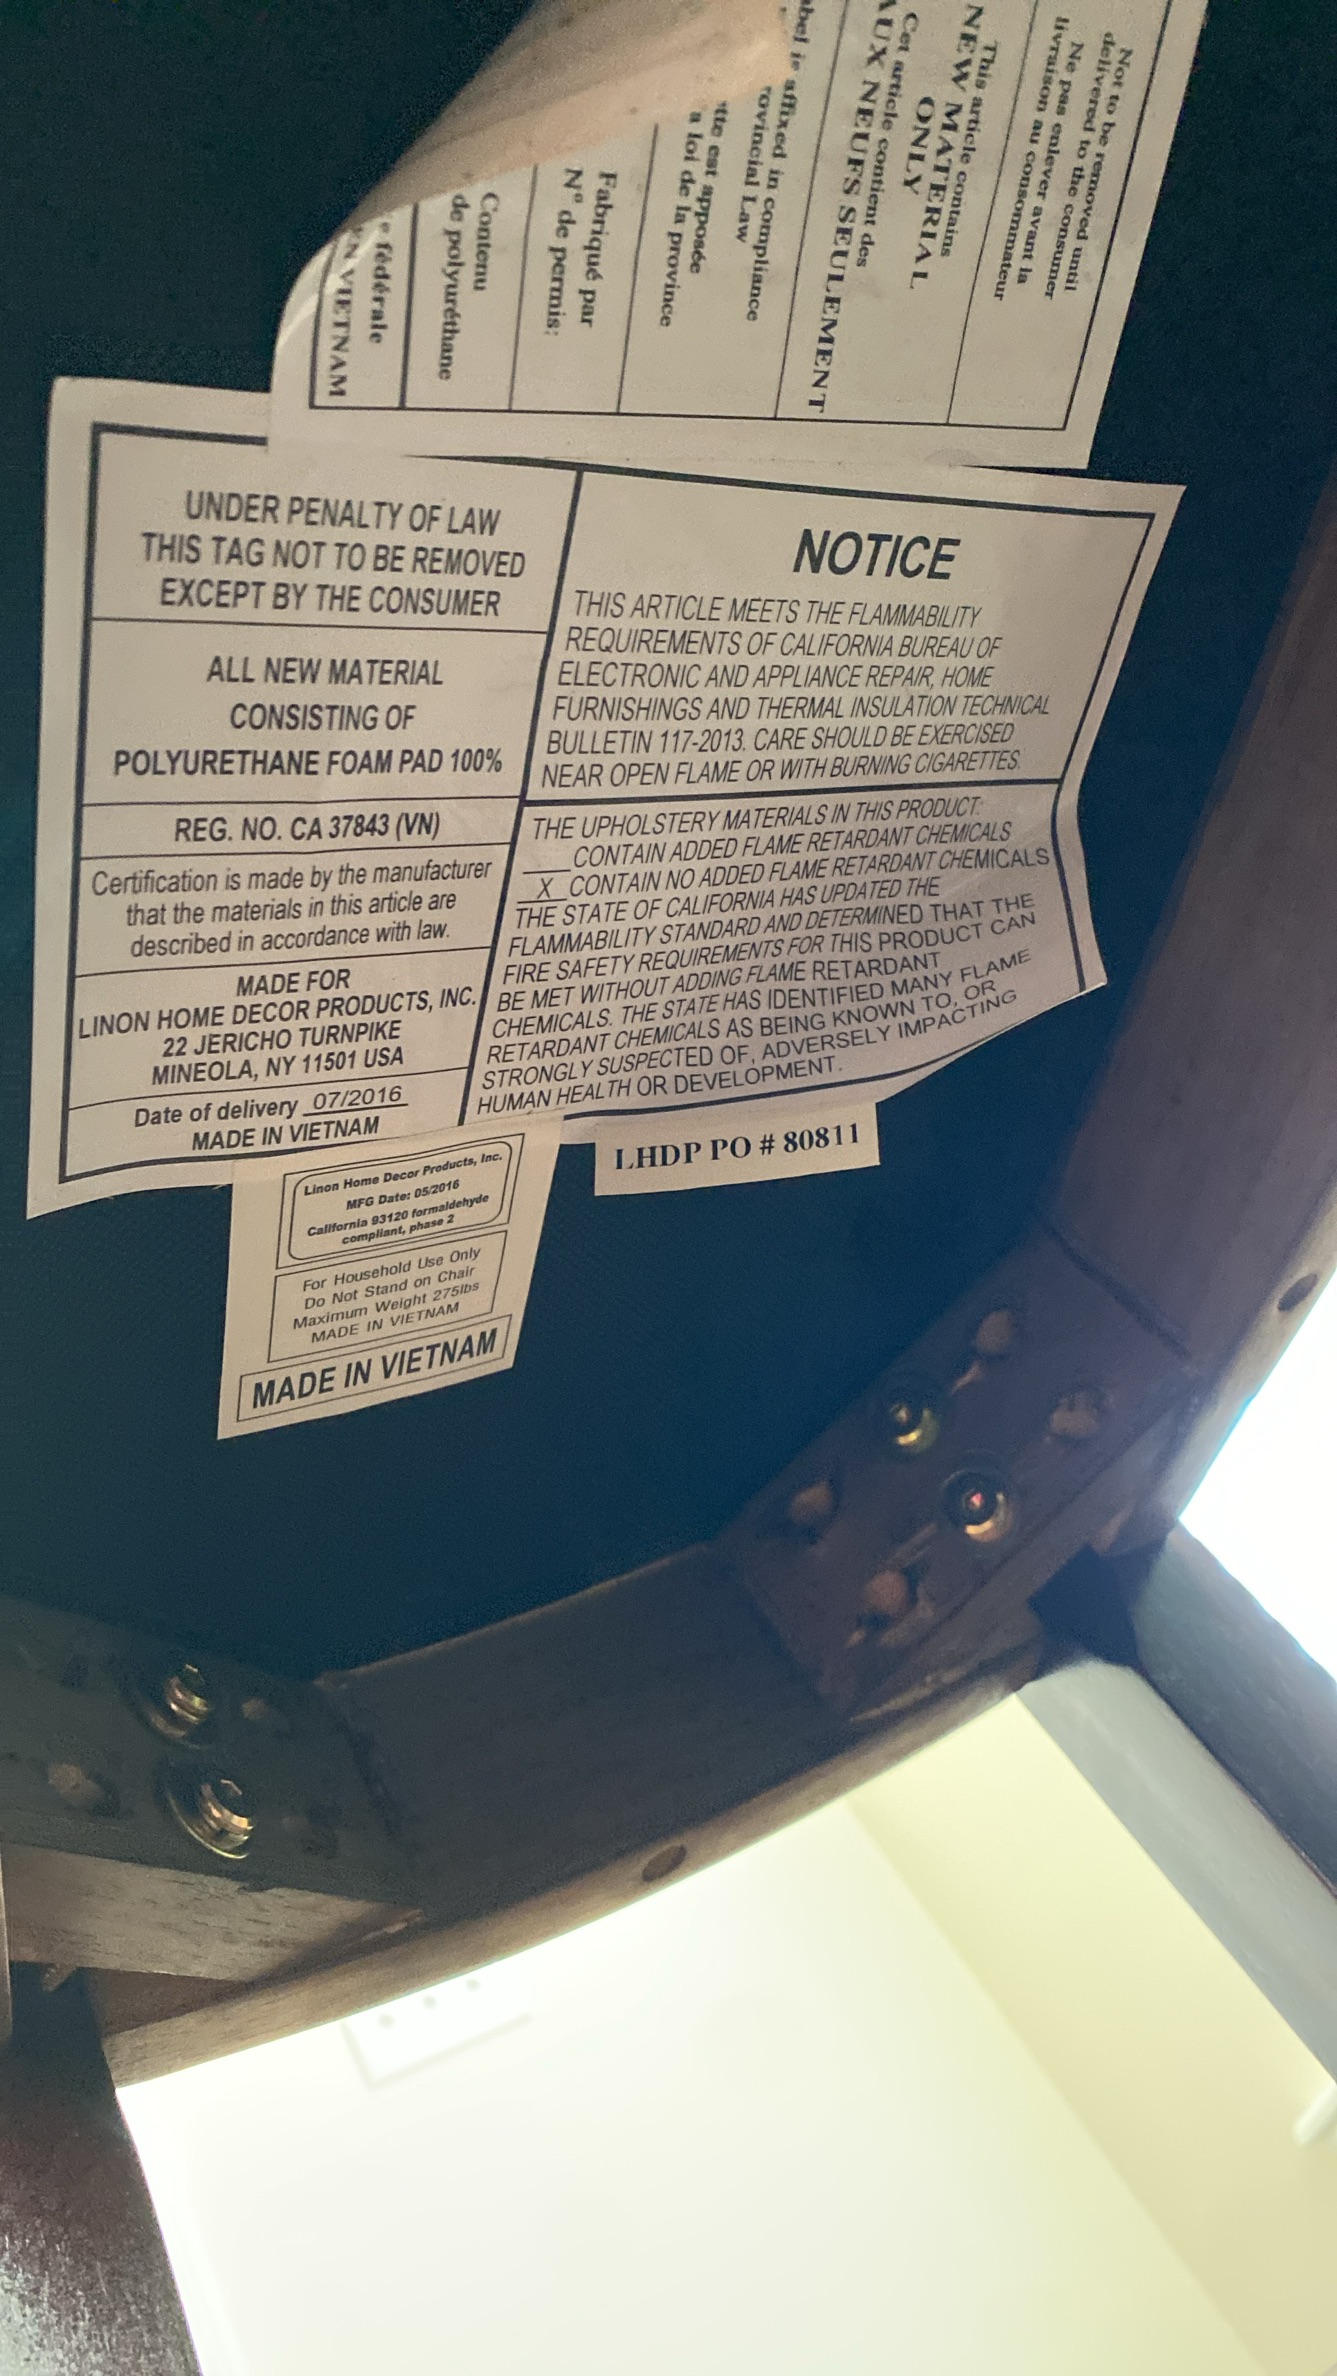 Not to be removed until
delivered to the consumer
Ne pas enlever avant la
livraison au consommateur
This article contains
NEW MATERIAL
ONLY
Cet article contient des
AUX NEUFS SEULEMENT
abel is affixed in compliance
rovincial Law
tte est apposée
a loi de la province
Fabriqué par
Nº de permis:
Contenu
de polyuréthane
e fédérale
EN VIETNAM
UNDER PENALTY OF LAW
THIS TAG NOT TO BE REMOVED
EXCEPT BY THE CONSUMER
ALL NEW MATERIAL
CONSISTING OF
POLYURETHANE FOAM PAD 100%
REG. NO. CA 37843 (VN)
Certification is made by the manufacturer
that the materials in this article are
described in accordance with law.
MADE FOR
LINON HOME DECOR PRODUCTS, INC.
22 JERICHO TURNPIKE
MINEOLA, NY 11501 USA
Date of delivery 07/2016
MADE IN VIETNAM
NOTICE
THIS ARTICLE MEETS THE FLAMMABILITY
REQUIREMENTS OF CALIFORNIA BUREAU OF
ELECTRONIC AND APPLIANCE REPAIR, HOME
FURNISHINGS AND THERMAL INSULATION TECHNICAL
BULLETIN 117-2013. CARE SHOULD BE EXERCISED
NEAR OPEN FLAME OR WITH BURNING CIGARETTES.
THE UPHOLSTERY MATERIALS IN THIS PRODUCT:
___CONTAIN ADDED FLAME RETARDANT CHEMICALS
_X_CONTAIN NO ADDED FLAME RETARDANT CHEMICALS
THE STATE OF CALIFORNIA HAS UPDATED THE
FLAMMABILITY STANDARD AND DETERMINED THAT THE
FIRE SAFETY REQUIREMENTS FOR THIS PRODUCT CAN
BE MET WITHOUT ADDING FLAME RETARDANT
CHEMICALS. THE STATE HAS IDENTIFIED MANY FLAME
RETARDANT CHEMICALS AS BEING KNOWN TO, OR
STRONGLY SUSPECTED OF, ADVERSELY IMPACTING
HUMAN HEALTH OR DEVELOPMENT.
LHDP PO # 80811
Linon Home Decor Products, Inc.
MFG Date: 05/2016
California 93120 formaldehyde
compliant, phase 2
For Household Use Only
Do Not Stand on Chair
Maximum Weight 275lbs
MADE IN VIETNAM
MADE IN VIETNAM